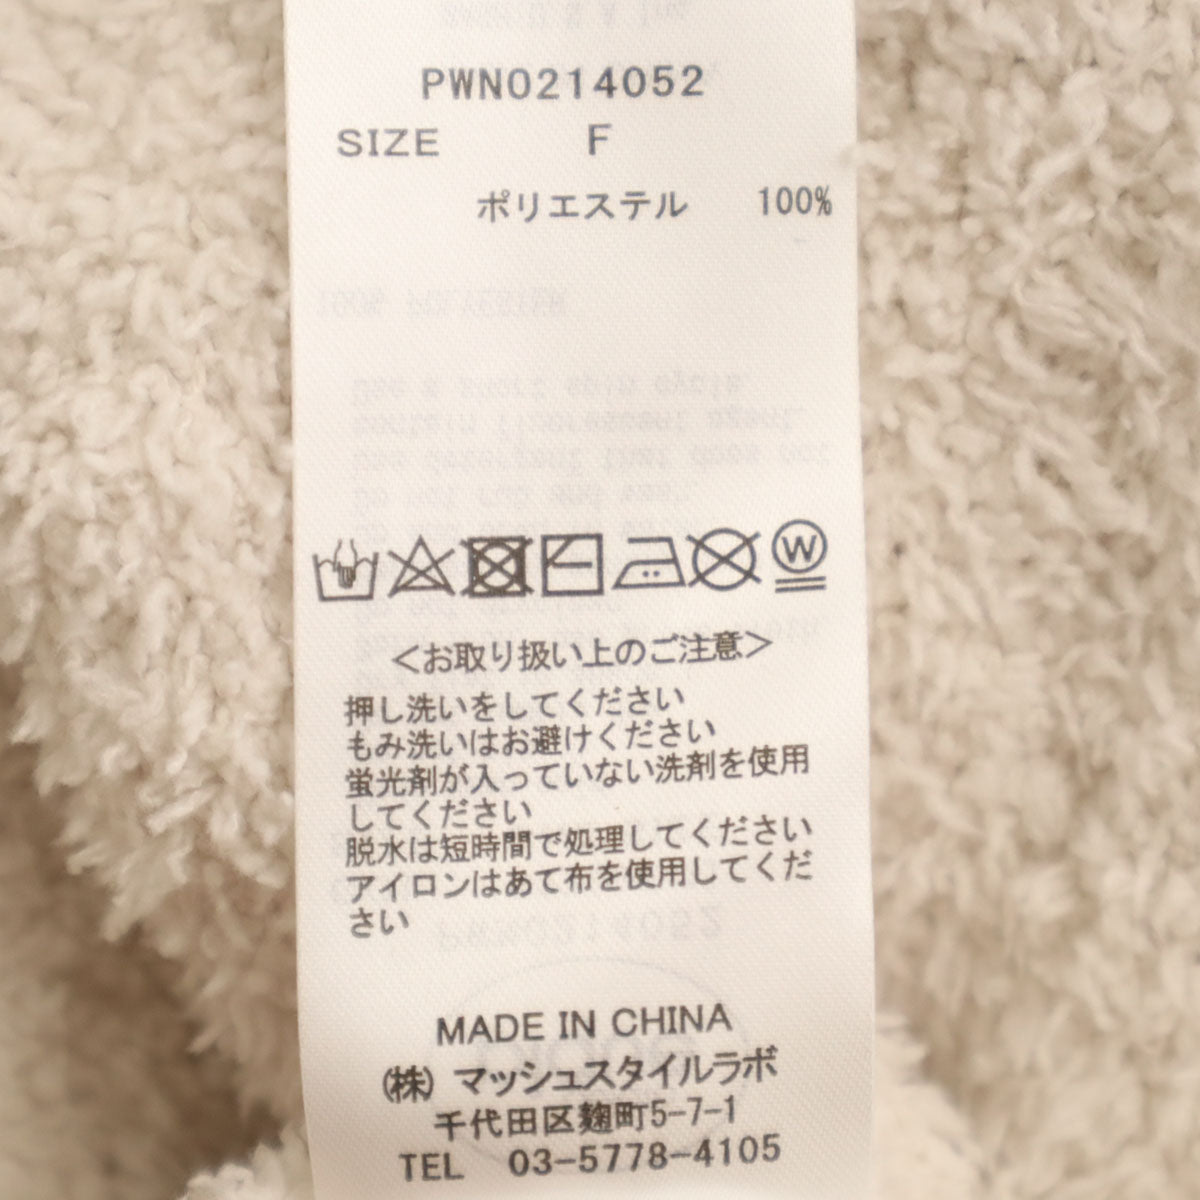 PWN0214052
SIZE F
ポリエステル 100%
W
＜お取り扱い上のご注意＞
押し洗いをしてください
もみ洗いはお避けください
蛍光剤が入っていない洗剤を使用
してください
脱水は短時間で処理してください
アイロンはあて布を使用してくだ
さい
MADE IN CHINA
(株) マッシュスタイルラボ
千代田区麹町5-7-1
TEL 03-5778-4105